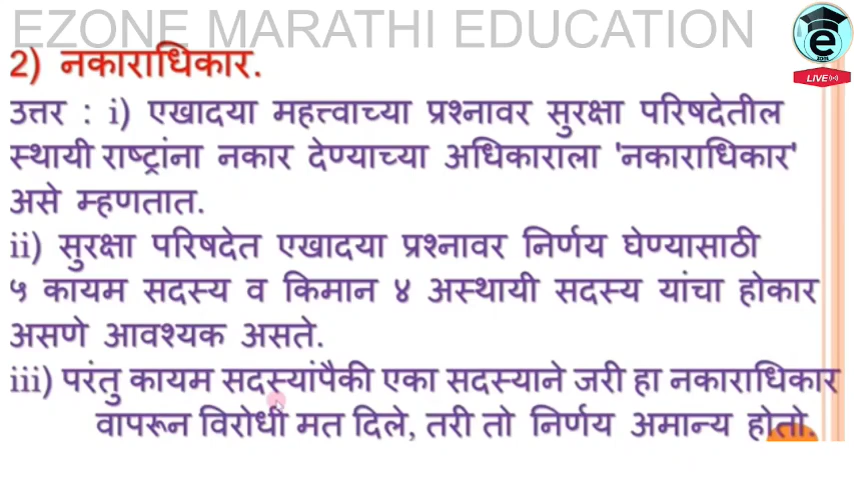 EZONE MARATHI EDUCATION
2) नकाराधिकार.
उत्तर : i) एखादया महत्त्वाच्या प्रश्नावर सुरक्षा परिषदेतील
स्थायी राष्ट्रांना नकार देण्याच्या अधिकाराला 'नकाराधिकार'
असे म्हणतात.
ii) सुरक्षा परिषदेत एखादया प्रश्नावर निर्णय घेण्यासाठी
५ कायम सदस्य व किमान ४ अस्थायी सदस्य यांचा होकार
असणे आवश्यक असते.
iii) परंतु कायम सदस्यांपैकी एका सदस्याने जरी हा नकाराधिकार
वापरून विरोधी मत दिले, तरी तो निर्णय अमान्य होतो.
e
LIVE